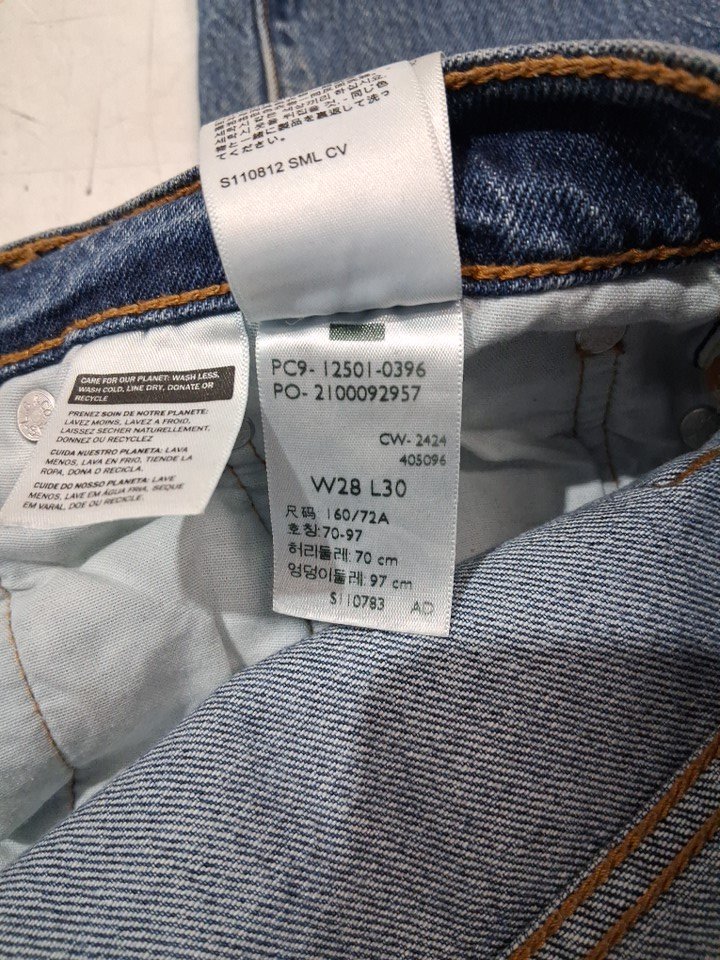 S110812 SML CV
CARE FOR OUR PLANET: WASH LESS,
WASH COLD, LINE DRY, DONATE OR
RECYCLE
PRENEZ SOIN DE NOTRE PLANETE:
LAVEZ MOINS, LAVEZ A FROID,
LAISSEZ SECHER NATURELLEMENT,
DONNEZ OU RECYCLEZ
CUIDA NUESTRO PLANETA: LAVA
MENOS, LAVA EN FRIO, TIENDE LA
ROPA, DONA O RECICLA.
CUIDE DO NOSSO PLANETA: LAVE
MENOS, LAVE EM ÁGUA FRIA, SEQUE
EM VARAL, DOE OU RECICLE.
PC9- 12501-0396
PO- 2100092957
CW- 2424
405096
W28 L30
尺码 160/72A
호칭:70-97
허리둘레: 70 cm
엉덩이둘레: 97 cm
S110783 AD